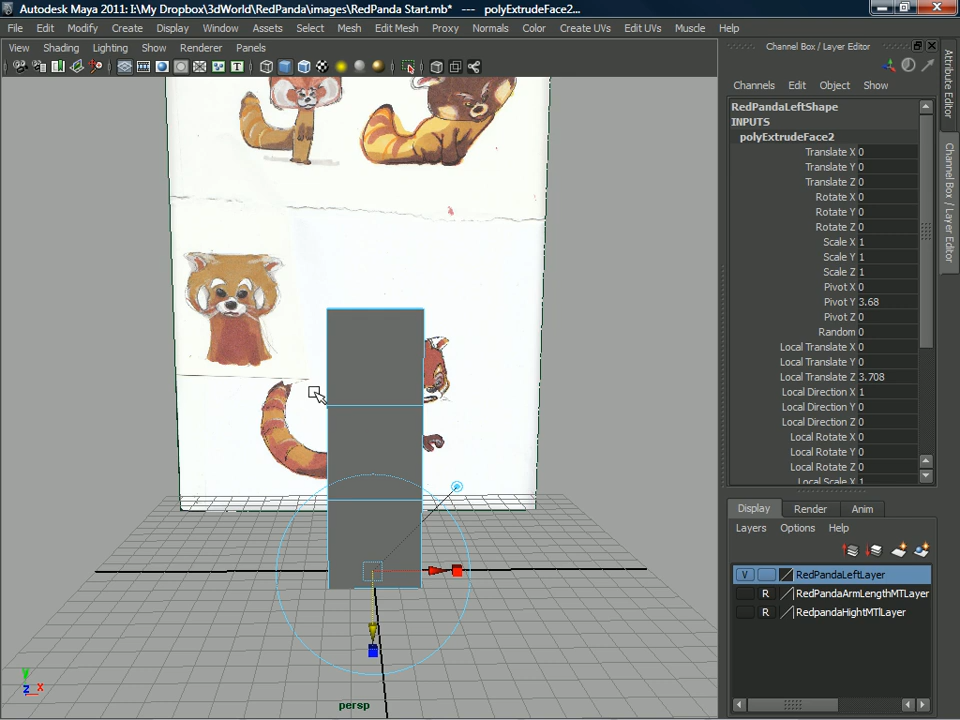 Autodesk Maya 2011: I:\My Dropbox\3dWorld\RedPanda\images\RedPanda Start.mb* --- polyExtrudeFace2...
File Edit Modify Create Display Window Assets Select Mesh Edit Mesh Proxy Normals Color Create UVs Edit UVs Muscle Help
View Shading Lighting Show Renderer Panels
Channel Box / Layer Editor
Channels Edit Object Show
RedPandaLeftShape
INPUTS
polyExtrudeFace2
Translate X 0
Translate Y 0
Translate Z 0
Rotate X 0
Rotate Y 0
Rotate Z 0
Scale X 1
Scale Y 1
Scale Z 1
Pivot X 0
Pivot Y 3.68
Pivot Z 0
Random 0
Local Translate X 0
Local Translate Y 0
Local Translate Z 3.708
Local Direction X 1
Local Direction Y 0
Local Direction Z 0
Local Rotate X 0
Local Rotate Y 0
Local Rotate Z 0
Local Scale X 1
Attribute Editor
Channel Box / Layer Editor
Display Render Anim
Layers Options Help
V RedPandaLeftLayer
R RedPandaArmLengthMTLayer
R RedpandaHightMTlLayer
y
z x
persp